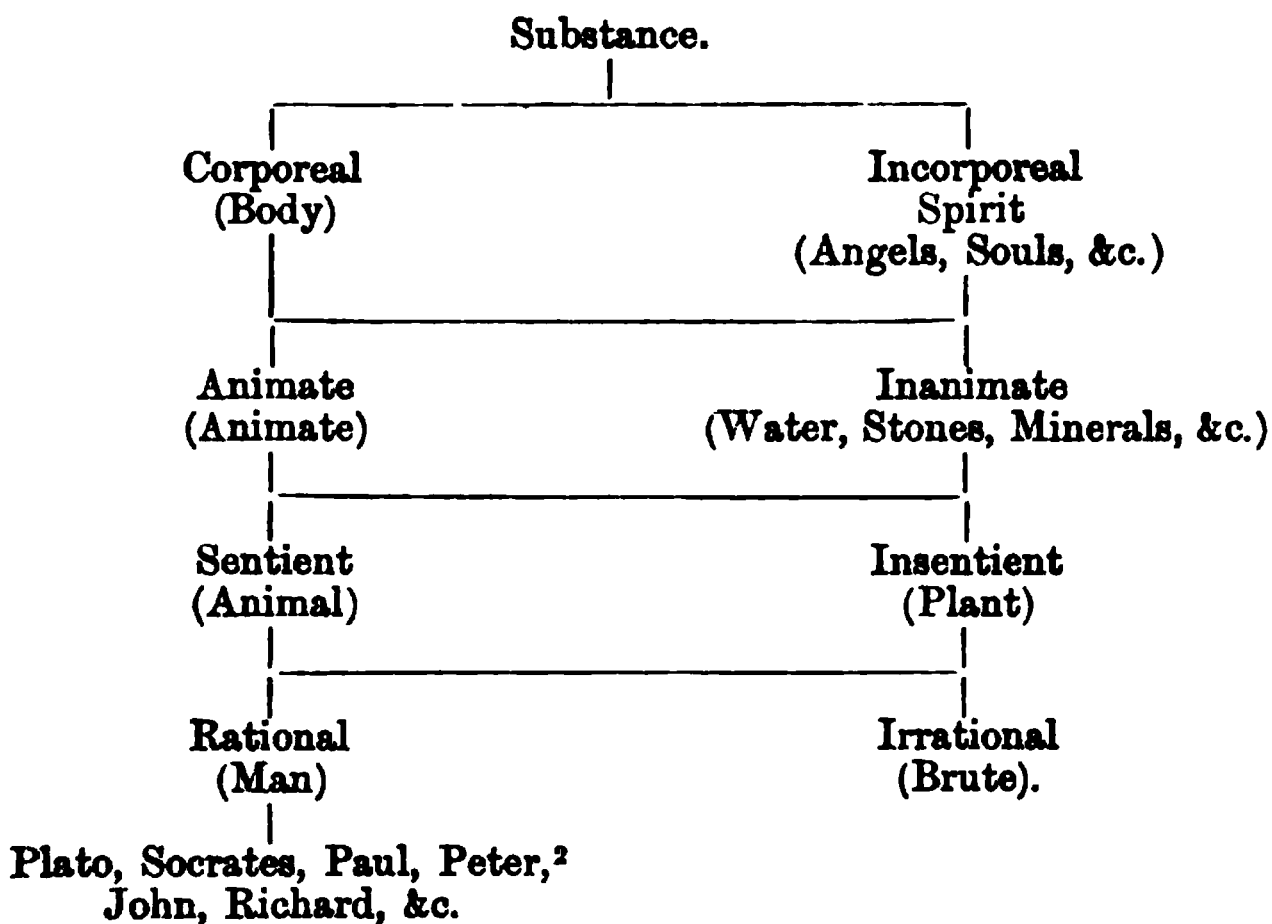 Substance.
Corporeal
(Body)
Incorporeal
Spirit
(Angels, Souls, &c.)
Animate
(Animate)
Inanimate
(Water, Stones, Minerals, &c.)
Sentient
(Animal)
Insentient
(Plant)
Rational
(Man)
Irrational
(Brute).
Plato, Socrates, Paul, Peter,²
John, Richard, &c.